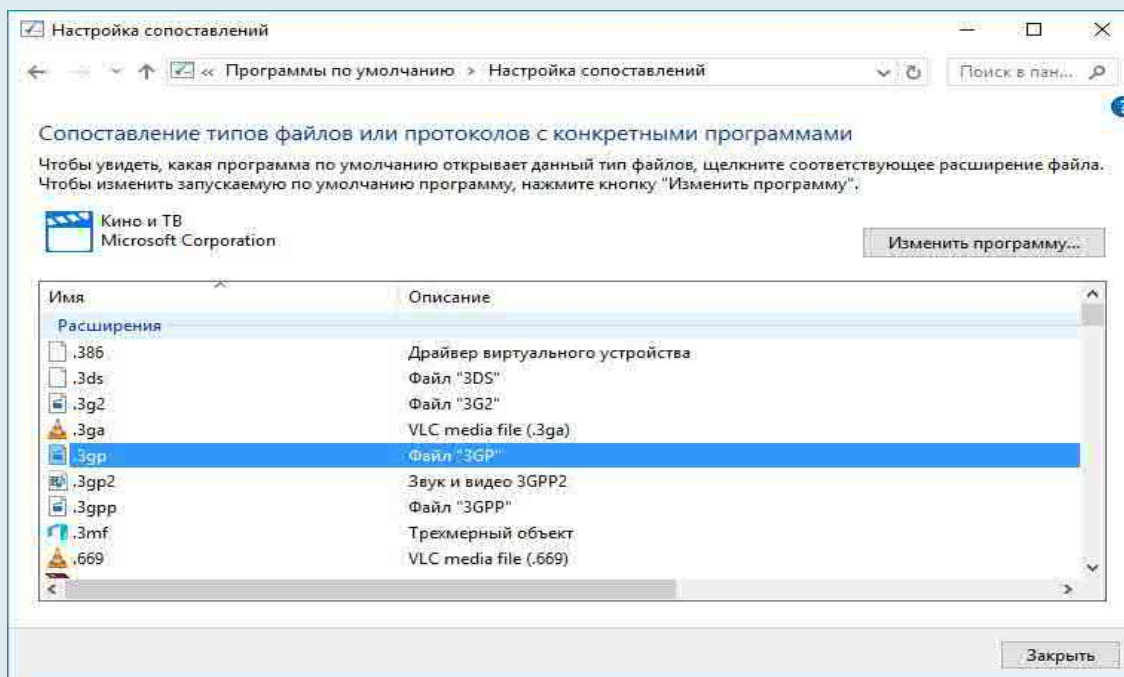 Настройка сопоставлений
« Программы по умолчанию > Настройка сопоставлений
Поиск в пан...
Сопоставление типов файлов или протоколов с конкретными программами
Чтобы увидеть, какая программа по умолчанию открывает данный тип файлов, щелкните соответствующее расширение файла.
Чтобы изменить запускаемую по умолчанию программу, нажмите кнопку "Изменить программу".
Кино и ТВ
Microsoft Corporation
Изменить программу...
Имя Описание
Расширения
.386 Драйвер виртуального устройства
.3ds Файл "3DS"
.3g2 Файл "3G2"
.3ga VLC media file (.3ga)
.3gp Файл "3GP"
.3gp2 Звук и видео 3GPP2
.3gpp Файл "3GPP"
.3mf Трехмерный объект
.669 VLC media file (.669)
Закрыть